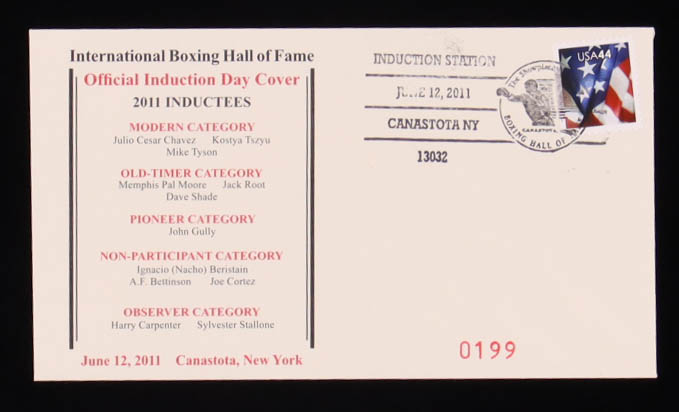 International Boxing Hall of Fame
Official Induction Day Cover
2011 INDUCTEES
MODERN CATEGORY
Julio Cesar Chavez Kostya Tszyu
Mike Tyson
OLD-TIMER CATEGORY
Memphis Pal Moore Jack Root
Dave Shade
PIONEER CATEGORY
John Gully
NON-PARTICIPANT CATEGORY
Ignacio (Nacho) Beristain
A.F. Bettinson Joe Cortez
OBSERVER CATEGORY
Harry Carpenter Sylvester Stallone
June 12, 2011 Canastota, New York
INDUCTION STATION
JUNE 12, 2011
CANASTOTA NY
13032
The
CANASTOTA,
BOXING HALL OF
USA44
0199